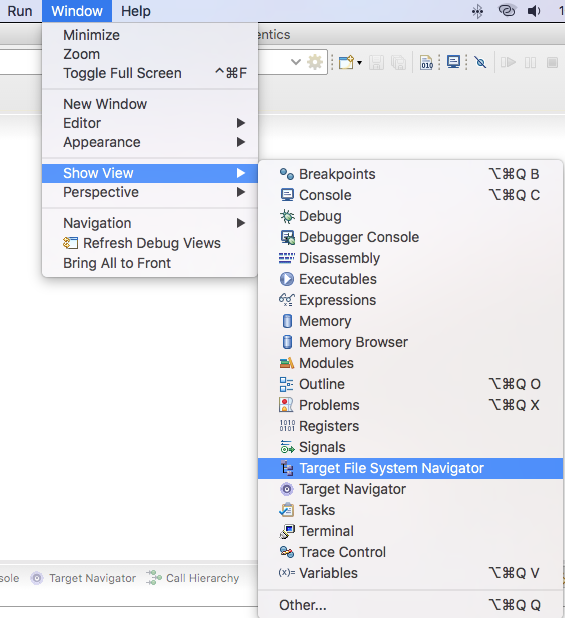 Run Window Help
entics
Minimize
Zoom
Toggle Full Screen ^⌘F
New Window
Editor
Appearance
Show View
Perspective
Navigation
Refresh Debug Views
Bring All to Front
Breakpoints ⌥⌘Q B
Console ⌥⌘Q C
Debug
Debugger Console
Disassembly
Executables
Expressions
Memory
Memory Browser
Modules
Outline ⌥⌘Q O
Problems ⌥⌘Q X
Registers
Signals
Target File System Navigator
Target Navigator
Tasks
Terminal
Trace Control
(x)= Variables ⌥⌘Q V
Other... ⌥⌘Q Q
sole Target Navigator Call Hierarchy